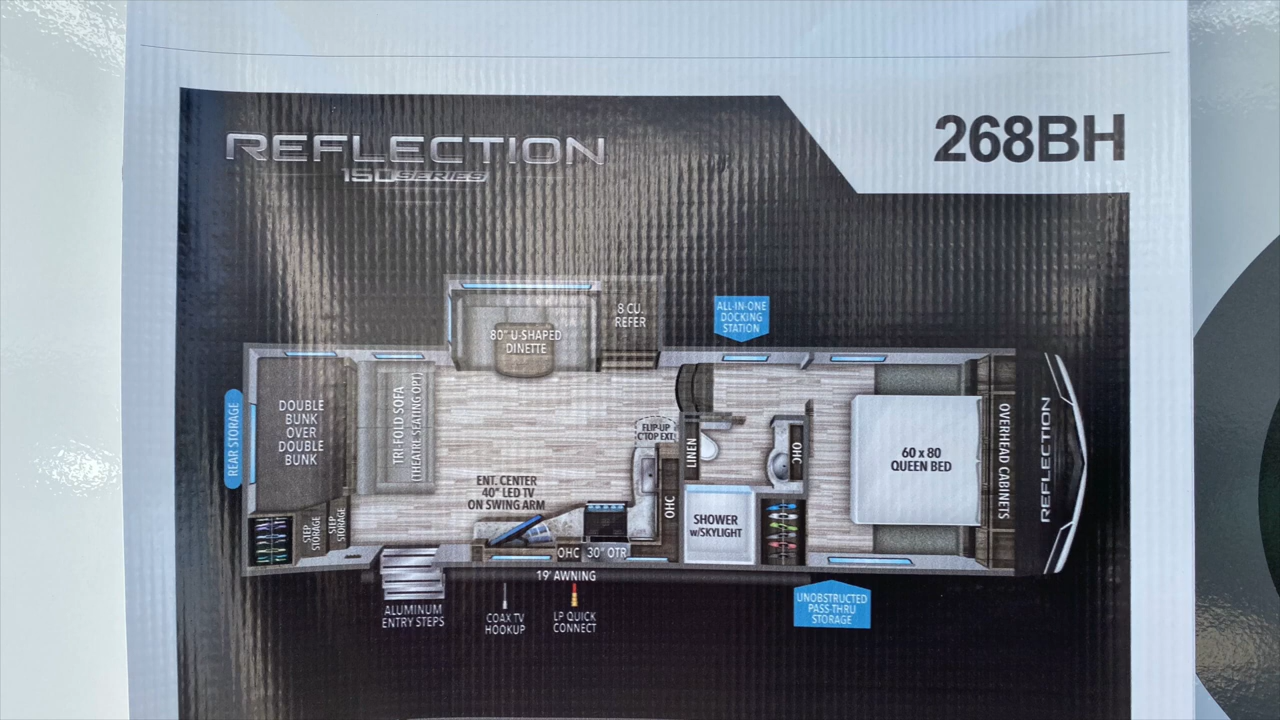 REFLECTION
150 SERIES
268BH
8 CU.
REFER
ALL-IN-ONE
DOCKING
STATION
80" U-SHAPED
DINETTE
REAR STORAGE
DOUBLE
BUNK
OVER
DOUBLE
BUNK
TRI-FOLD SOFA
(THEATRE SEATING OPT)
STEP
STORAGE
STEP
STORAGE
ENT. CENTER
40" LED TV
ON SWING ARM
FLIP-UP
C'TOP EXT.
LINEN
OHC
OHC
SHOWER
w/SKYLIGHT
60 x 80
QUEEN BED
OVERHEAD CABINETS
REFLECTION
OHC
30" OTR
19' AWNING
ALUMINUM
ENTRY STEPS
COAX TV
HOOKUP
LP QUICK
CONNECT
UNOBSTRUCTED
PASS-THRU
STORAGE